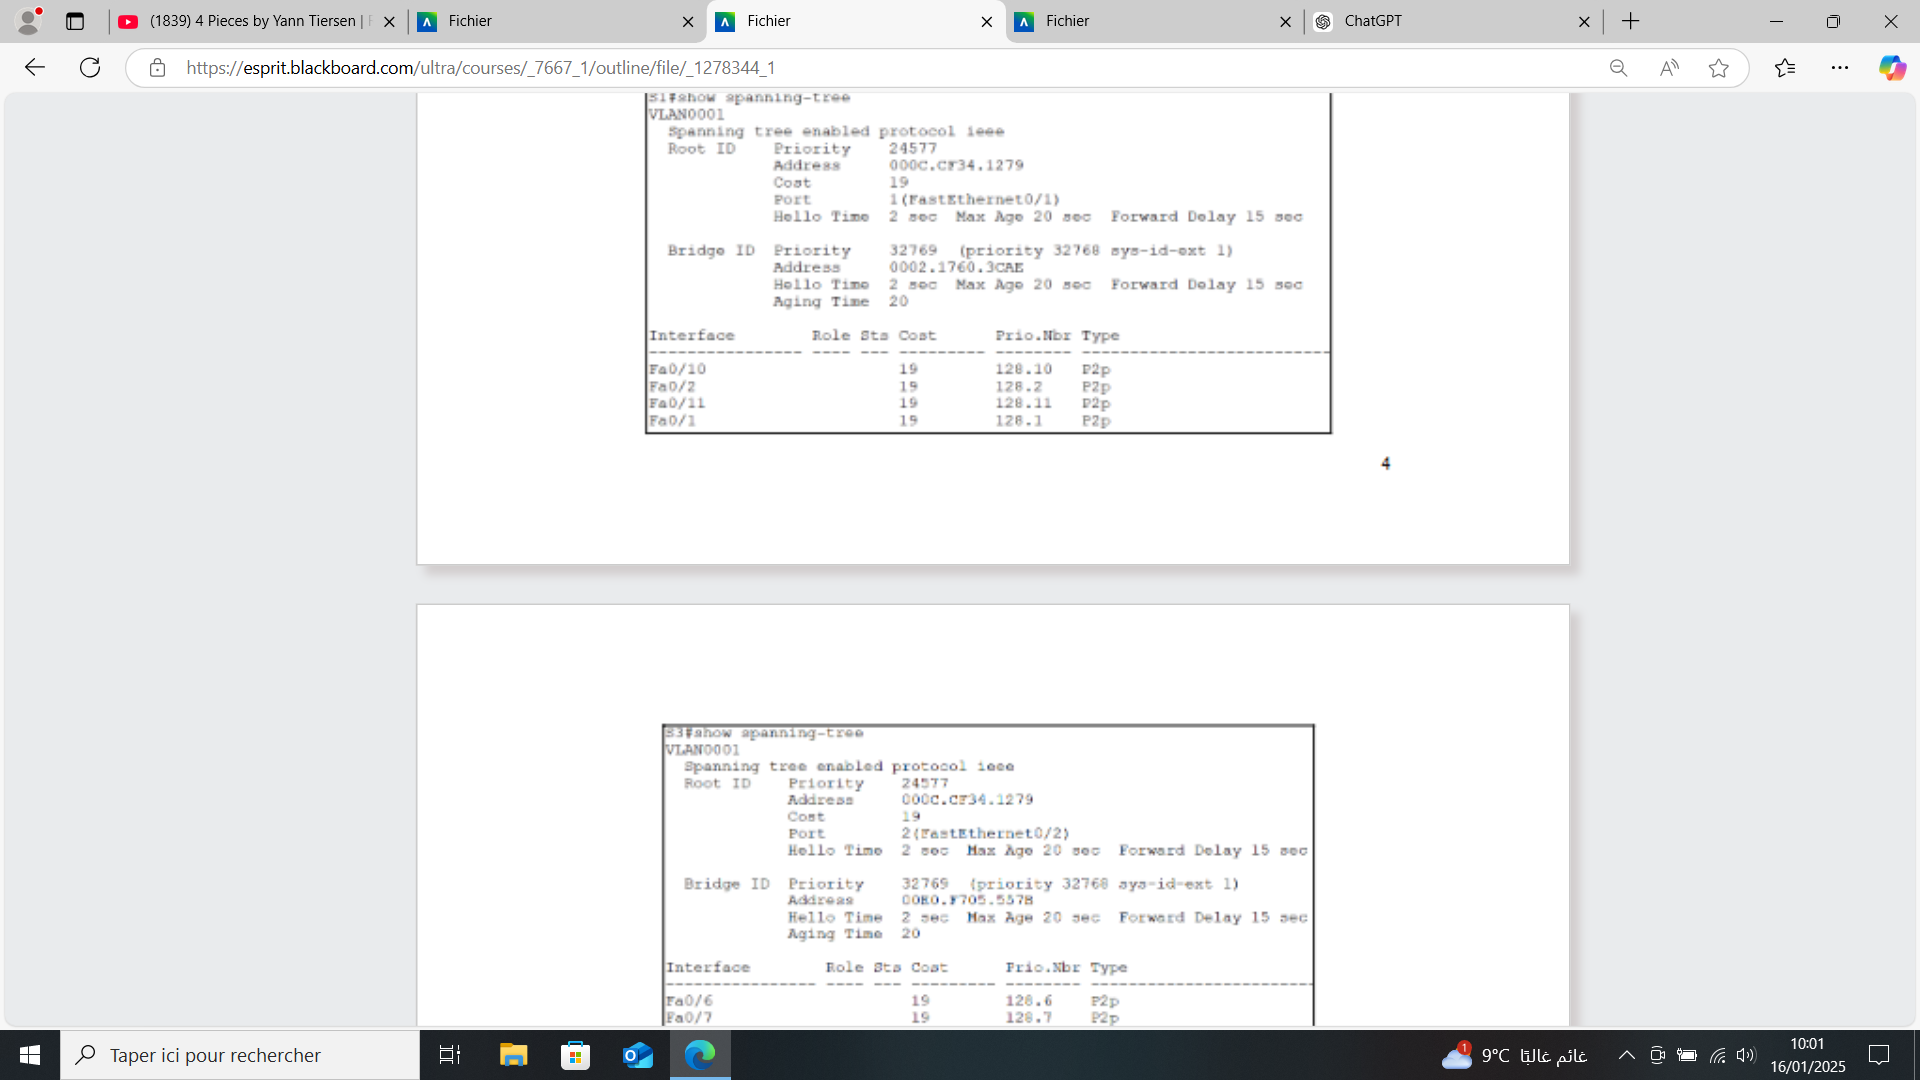 (1839) 4 Pieces by Yann Tiersen |
Fichier
Fichier
Fichier
ChatGPT
https://esprit.blackboard.com/ultra/courses/_7667_1/outline/file/_1278344_1
S1#show spanning-tree
VLAN0001
Spanning tree enabled protocol ieee
Root ID Priority 24577
Address 000C.CF34.1279
Cost 19
Port 1(FastEthernet0/1)
Hello Time 2 sec Max Age 20 sec Forward Delay 15 sec
Bridge ID Priority 32769 (priority 32768 sys-id-ext 1)
Address 0002.1760.3CAE
Hello Time 2 sec Max Age 20 sec Forward Delay 15 sec
Aging Time 20
Interface Role Sts Cost Prio.Nbr Type
---------------- ---- --- --------- -------- --------------------------
Fa0/10 19 128.10 P2p
Fa0/2 19 128.2 P2p
Fa0/11 19 128.11 P2p
Fa0/1 19 128.1 P2p
4
S3#show spanning-tree
VLAN0001
Spanning tree enabled protocol ieee
Root ID Priority 24577
Address 000C.CF34.1279
Cost 19
Port 2(FastEthernet0/2)
Hello Time 2 sec Max Age 20 sec Forward Delay 15 sec
Bridge ID Priority 32769 (priority 32768 sys-id-ext 1)
Address 00E0.F705.557B
Hello Time 2 sec Max Age 20 sec Forward Delay 15 sec
Aging Time 20
Interface Role Sts Cost Prio.Nbr Type
---------------- ---- --- --------- -------- --------------------------
Fa0/6 19 128.6 P2p
Fa0/7 19 128.7 P2p
Taper ici pour rechercher
1
9°C غائم غالبًا
10:01
16/01/2025